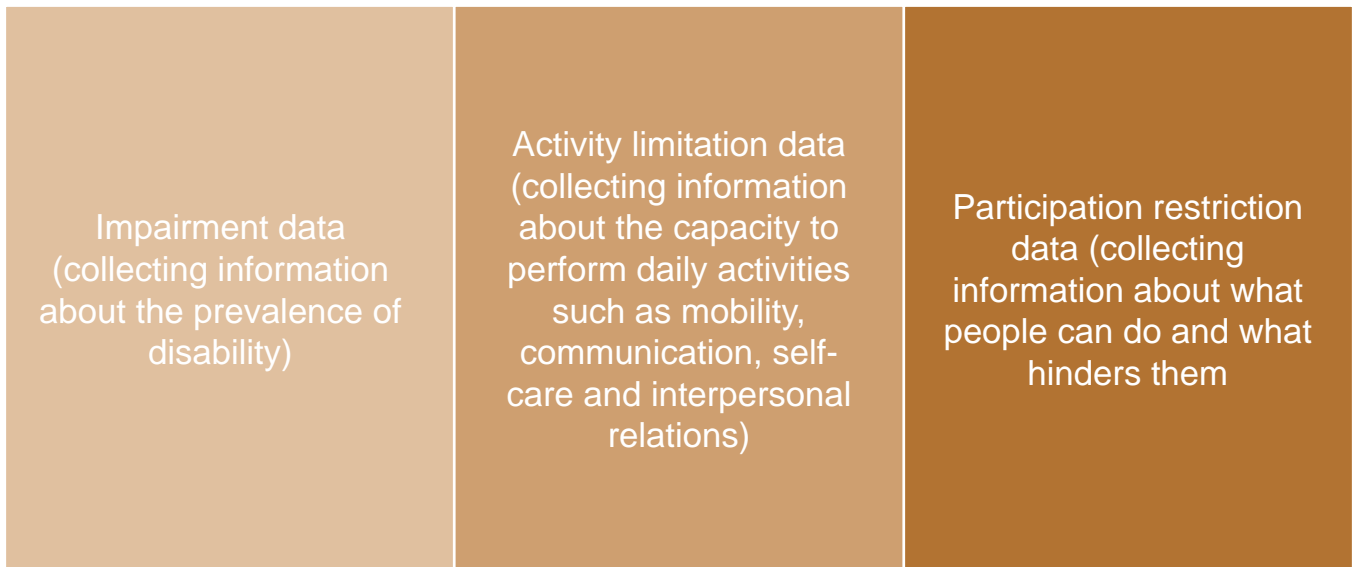 Impairment data
(collecting information
about the prevalence of
disability)
Activity limitation data
(collecting information
about the capacity to
perform daily activities
such as mobility,
communication, self-
care and interpersonal
relations)
Participation restriction
data (collecting
information about what
people can do and what
hinders them